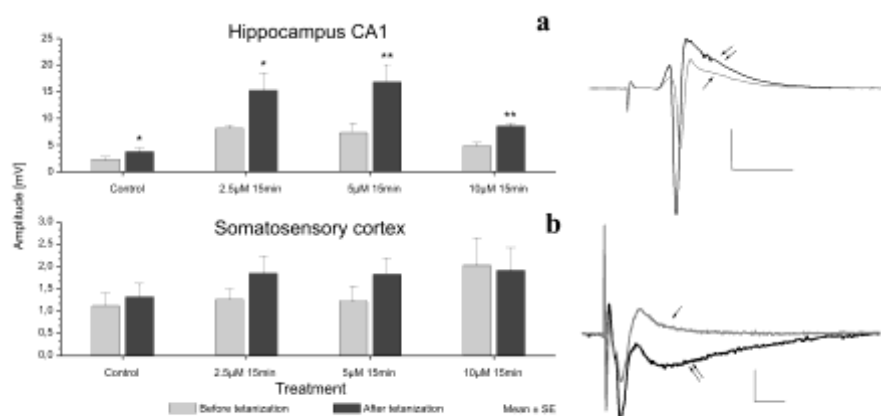 Hippocampus CA1
a
25
20
15
10
5
0
* * ** **
Control 2.5µM 15min 5µM 15min 10µM 15min
Amplitude [mV]
Somatosensory cortex
b
3,0
2,5
2,0
1,5
1,0
0,5
0,0
Control 2.5µM 15min 5µM 15min 10µM 15min
Treatment
Before tetanization After tetanization Mean ± SE